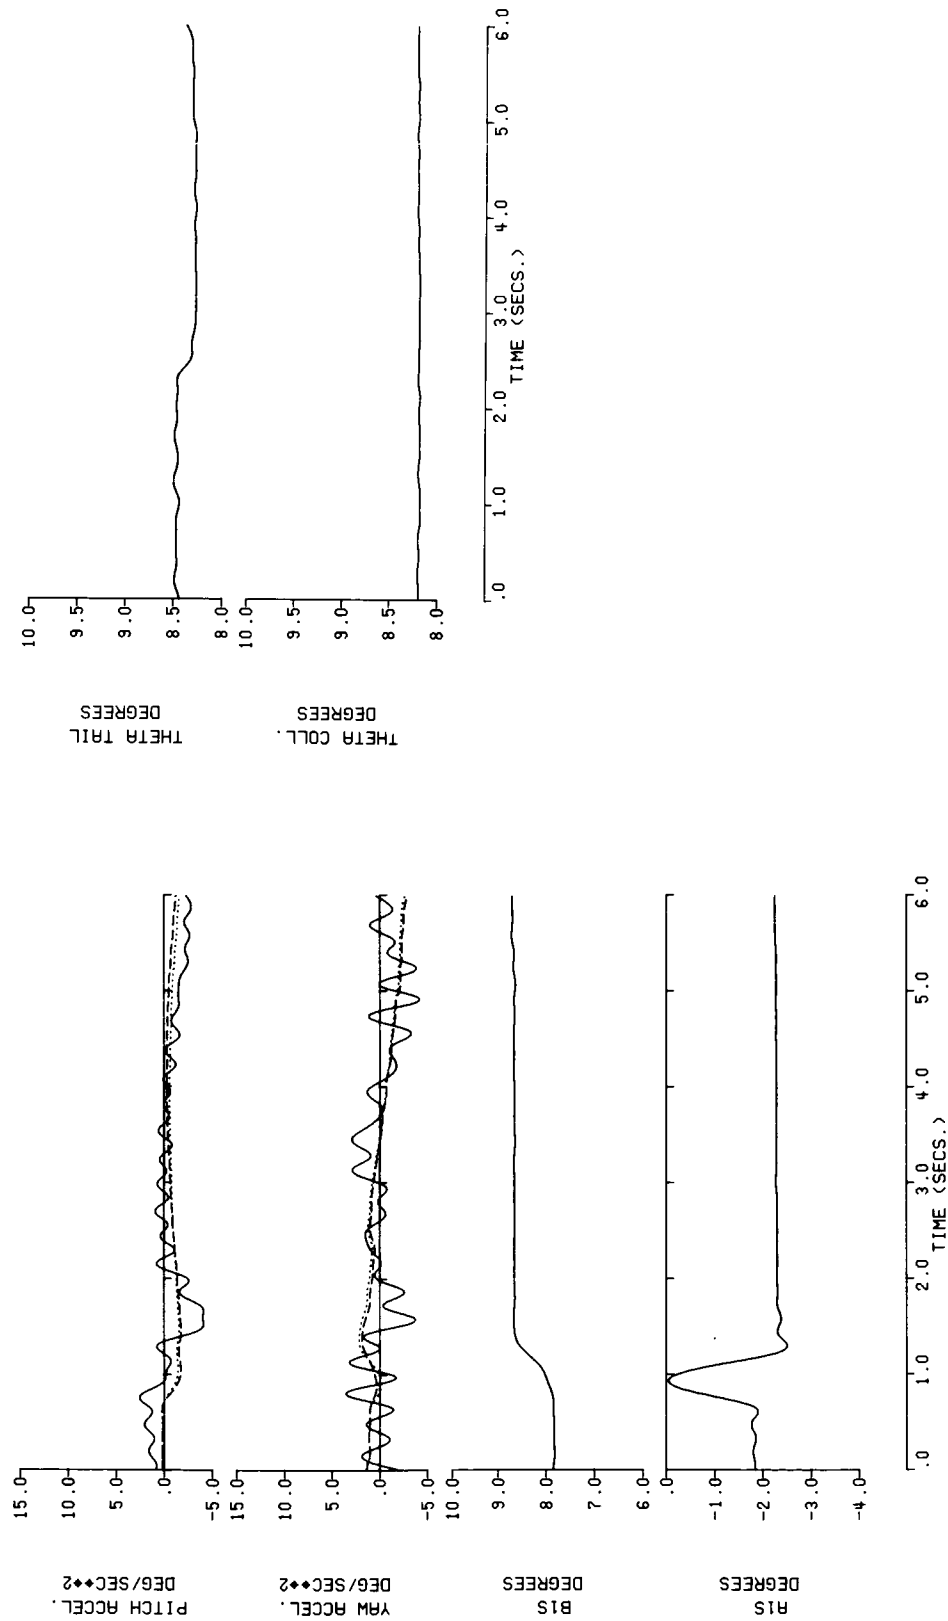 PITCH ACCEL.
DEG/SEC**2
15.0
10.0
5.0
.0
-5.0
YAW ACCEL.
DEG/SEC**2
15.0
10.0
5.0
.0
-5.0
B1S
DEGREES
10.0
9.0
8.0
7.0
6.0
A1S
DEGREES
.0
-1.0
-2.0
-3.0
-4.0
.0 1.0 2.0 3.0 4.0 5.0 6.0
TIME (SECS.)
THETA TAIL
DEGREES
10.0
9.5
9.0
8.5
8.0
THETA COLL.
DEGREES
10.0
9.5
9.0
8.5
8.0
.0 1.0 2.0 3.0 4.0 5.0 6.0
TIME (SECS.)